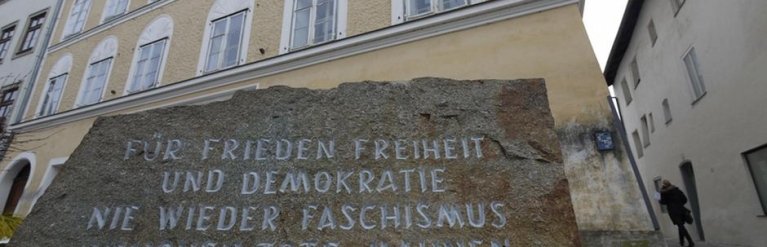 FÜR FRIEDEN FREIHEIT
UND DEMOKRATIE
NIE WIEDER FASCHISMUS